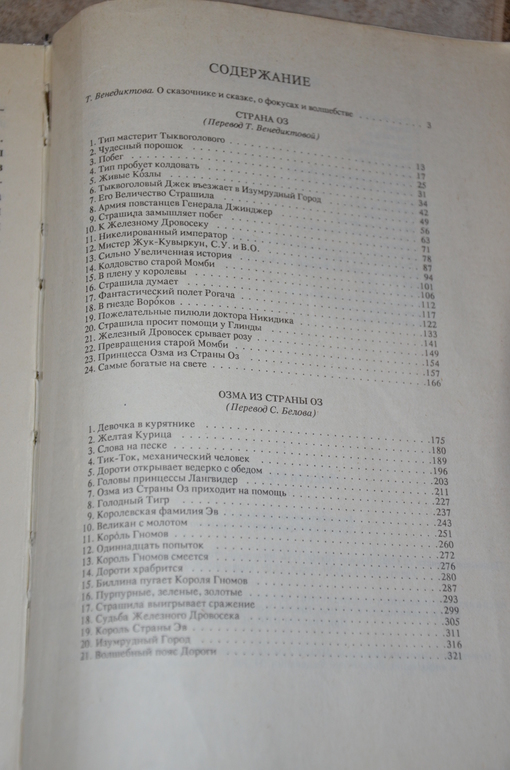 СОДЕРЖАНИЕ
Т. Венедиктова. О сказочнике и сказке, о фокусах и волшебстве 3
СТРАНА ОЗ
(Перевод Т. Венедиктовой)
1. Тип мастерит Тыквоголового 13
2. Чудесный порошок 17
3. Побег 25
4. Тип пробует колдовать 31
5. Живые Козлы 34
6. Тыквоголовый Джек въезжает в Изумрудный Город 42
7. Его Величество Страшила 49
8. Армия повстанцев Генерала Джинджер 56
9. Страшила замышляет побег 63
10. К Железному Дровосеку 71
11. Никелированный император 78
12. Мистер Жук-Кувыркун, С.У. и В.О. 87
13. Сильно Увеличенная история 94
14. Колдовство старой Момби 101
15. В плену у королевы 106
16. Страшила думает 112
17. Фантастический полет Рогача 117
18. В гнезде Воро́ков 122
19. Пожелательные пилюли доктора Никидика 133
20. Страшила просит помощи у Глинды 141
21. Железный Дровосек срывает розу 149
22. Превращения старой Момби 154
23. Принцесса Озма из Страны Оз 157
24. Самые богатые на свете 166
ОЗМА ИЗ СТРАНЫ ОЗ
(Перевод С. Белова)
1. Девочка в курятнике 175
2. Желтая Курица 180
3. Слова на песке 189
4. Тик-Ток, механический человек 196
5. Дороти открывает ведерко с обедом 203
6. Головы принцессы Лангвидер 211
7. Озма из Страны Оз приходит на помощь 227
8. Голодный Тигр 237
9. Королевская фамилия Эв 243
10. Великан с молотом 251
11. Король Гномов 260
12. Одиннадцать попыток 272
13. Король Гномов смеется 276
14. Дороти храбрится 280
15. Биллина пугает Короля Гномов 287
16. Пурпурные, зеленые, золотые 293
17. Страшила выигрывает сражение 299
18. Судьба Железного Дровосека 305
19. Король Страны Эв 311
20. Изумрудный Город 316
21. Волшебный пояс Дороти 321